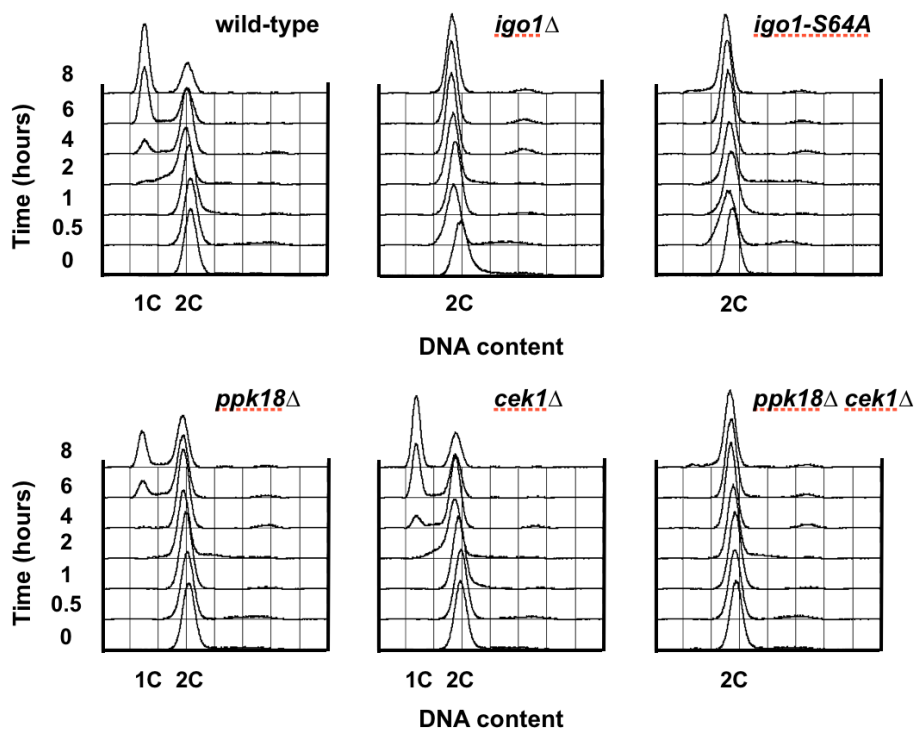 wild-type
igo1Δ
igo1-S64A
Time (hours)
8
6
4
2
1
0.5
0
1C 2C
2C
2C
DNA content
ppk18Δ
cek1Δ
ppk18Δ cek1Δ
Time (hours)
8
6
4
2
1
0.5
0
1C 2C
1C 2C
2C
DNA content